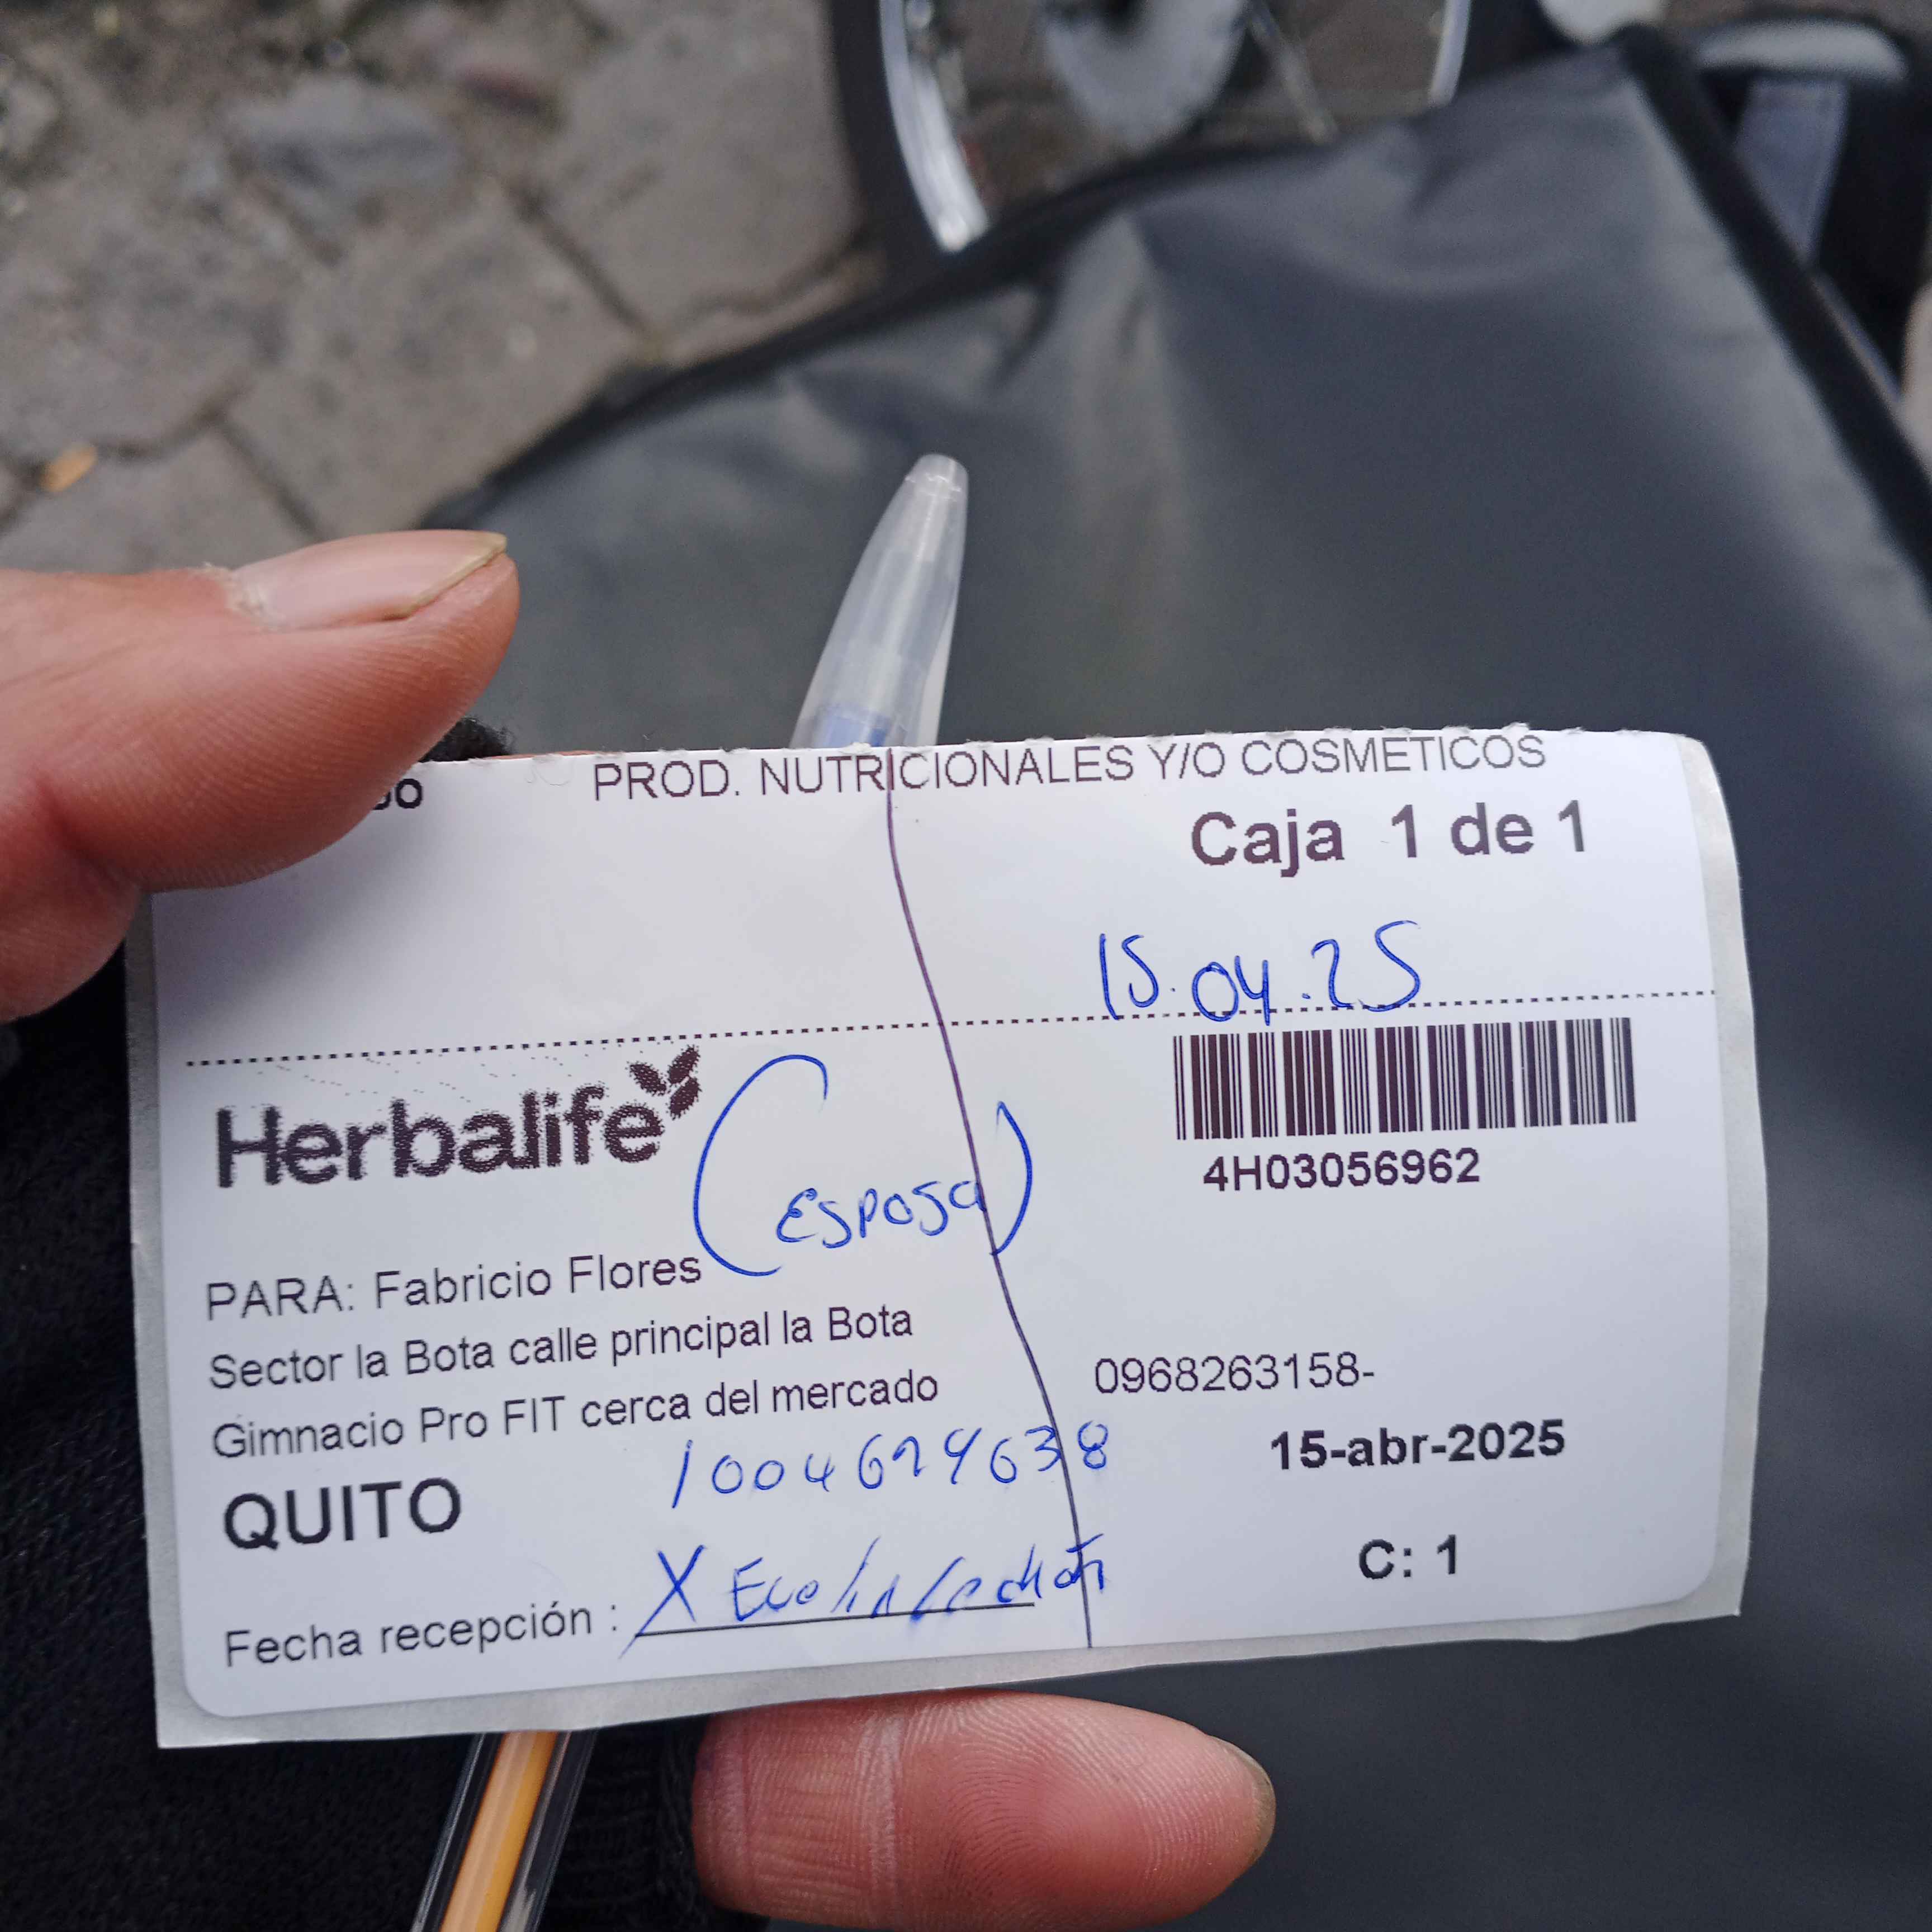 PROD. NUTRICIONALES Y/O COSMETICOS
Caja 1 de 1
15.04.25
Herbalife
(esposa)
4H03056962
PARA: Fabricio Flores
Sector la Bota calle principal la Bota
0968263158-
Gimnacio Pro FIT cerca del mercado
15-abr-2025
QUITO
C: 1
Fecha recepción : X